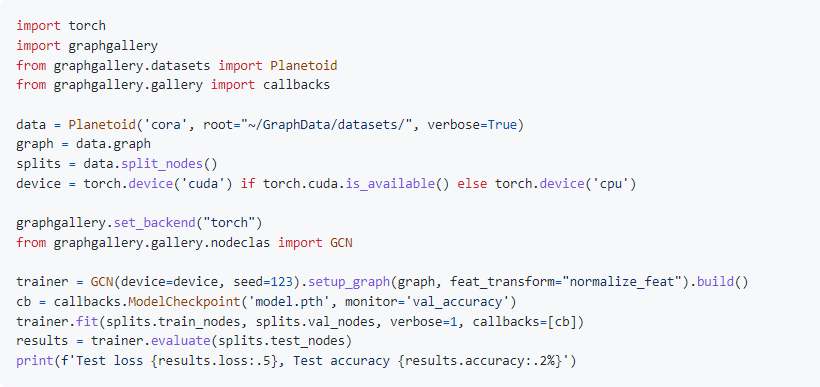 import torch
import graphgallery
from graphgallery.datasets import Planetoid
from graphgallery.gallery import callbacks
data = Planetoid('cora', root="~/GraphData/datasets/", verbose=True)
graph = data.graph
splits = data.split_nodes()
device = torch.device('cuda') if torch.cuda.is_available() else torch.device('cpu')
graphgallery.set_backend("torch")
from graphgallery.gallery.nodeclas import GCN
trainer = GCN(device=device, seed=123).setup_graph(graph, feat_transform="normalize_feat").build()
cb = callbacks.ModelCheckpoint('model.pth', monitor='val_accuracy')
trainer.fit(splits.train_nodes, splits.val_nodes, verbose=1, callbacks=[cb])
results = trainer.evaluate(splits.test_nodes)
print(f'Test loss {results.loss:.5}, Test accuracy {results.accuracy:.2%}')